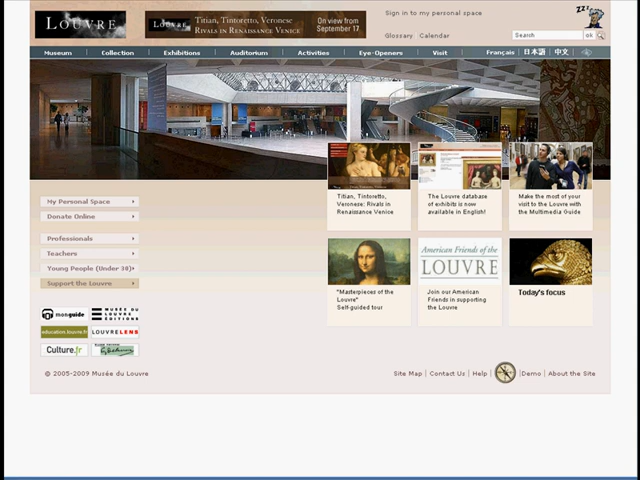 LOUVRE
LOUVRE
Titian, Tintoretto, Veronese
RIVALS IN RENAISSANCE VENICE
On view from
September 17
Sign in to my personal space
ZZ
Glossary | Calendar
Search
ok
Museum | Collection | Exhibitions | Auditorium | Activities | Eye-Openers | Visit
Français | 日本語 | 中文
Titian, Tintoretto,
Veronese: Rivals in
Renaissance Venice
The Louvre database
of exhibits is now
available in English!
Make the most of your
visit to the Louvre with
the Multimedia Guide
My Personal Space
Donate Online
Professionals
Teachers
Young People (Under 38)
Support the Louvre
American Friends of the
LOUVRE
"Masterpieces of the
Louvre"
Self-guided tour
Join our American
Friends in supporting
the Louvre
Today's focus
monguide
MUSÉE DU
LOUVRE
ÉDITIONS
education.louvre.fr
LOUVRELENS
Culture.fr
© 2005-2009 Musée du Louvre
Site Map | Contact Us | Help | Demo | About the Site